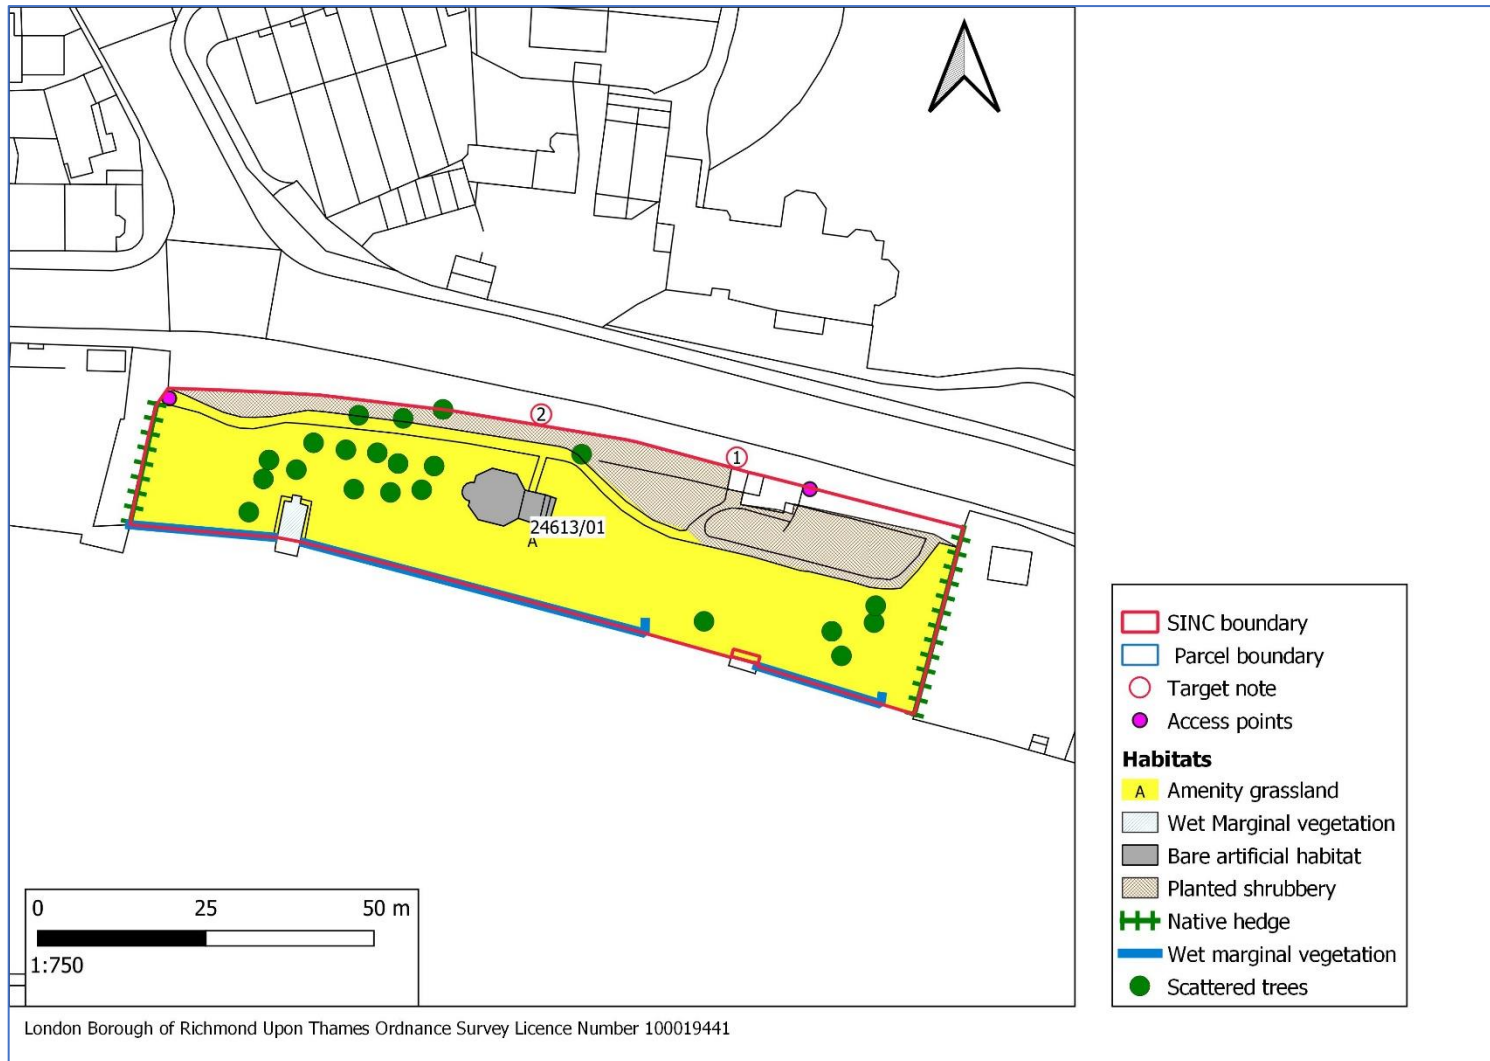 2
1
24613/01
A
SINC boundary
Parcel boundary
Target note
Access points
Habitats
A Amenity grassland
Wet Marginal vegetation
Bare artificial habitat
Planted shrubbery
Native hedge
Wet marginal vegetation
Scattered trees
0 25 50 m
1:750
London Borough of Richmond Upon Thames Ordnance Survey Licence Number 100019441